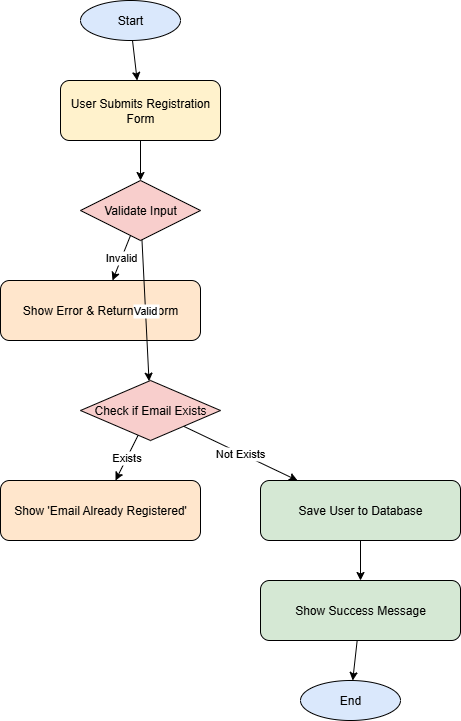 Start
User Submits Registration
Form
Validate Input
Invalid
Show Error & Return
orm
Valid
Check if Email Exists
Exists
Not Exists
Show 'Email Already Registered'
Save User to Database
Show Success Message
End